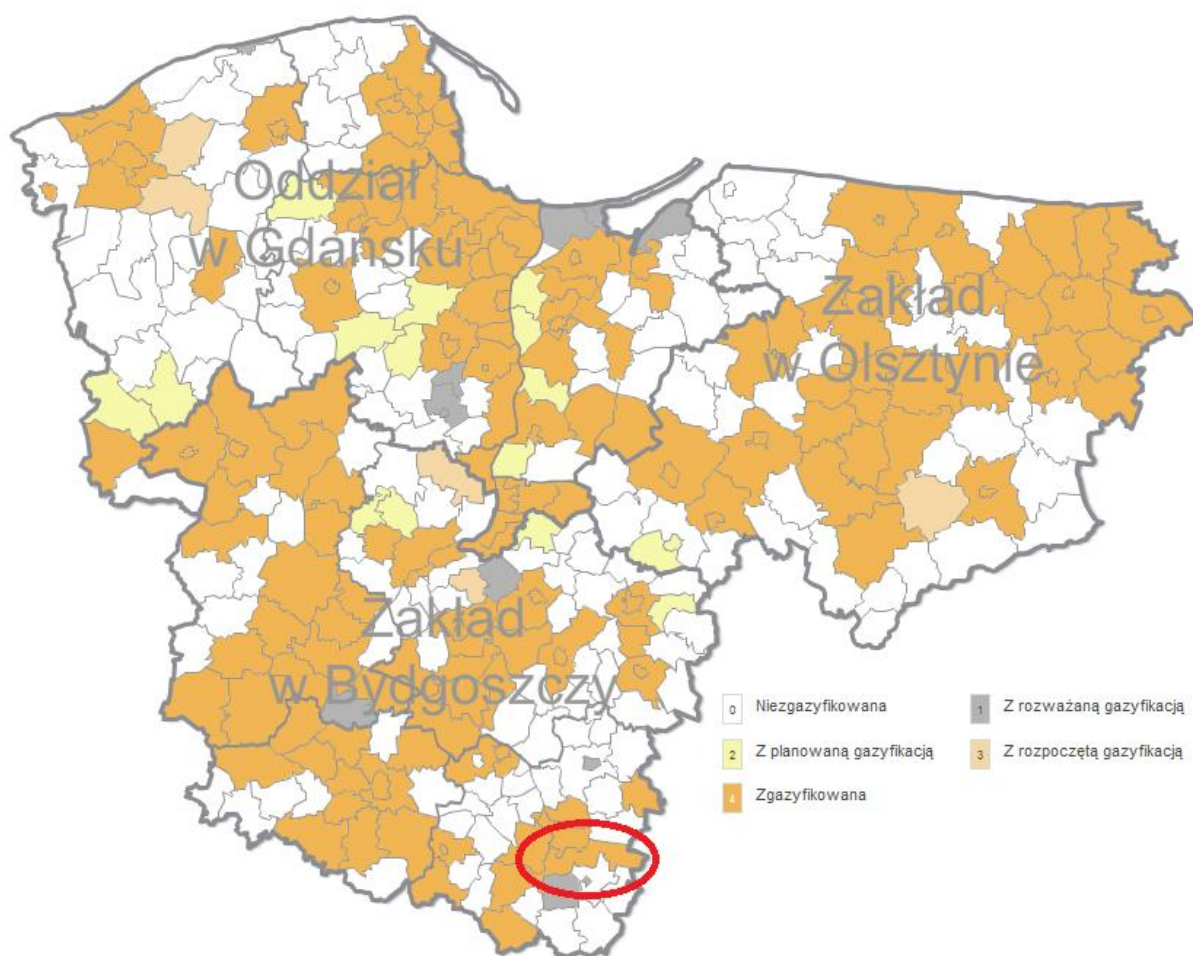 Oddział
w Gdańsku
Zakład
w Olsztynie
Zakład
w Bydgoszczy
0 Niezgazyfikowana
1 Z rozważaną gazyfikacją
2 Z planowaną gazyfikacją
3 Z rozpoczętą gazyfikacją
4 Zgazyfikowana